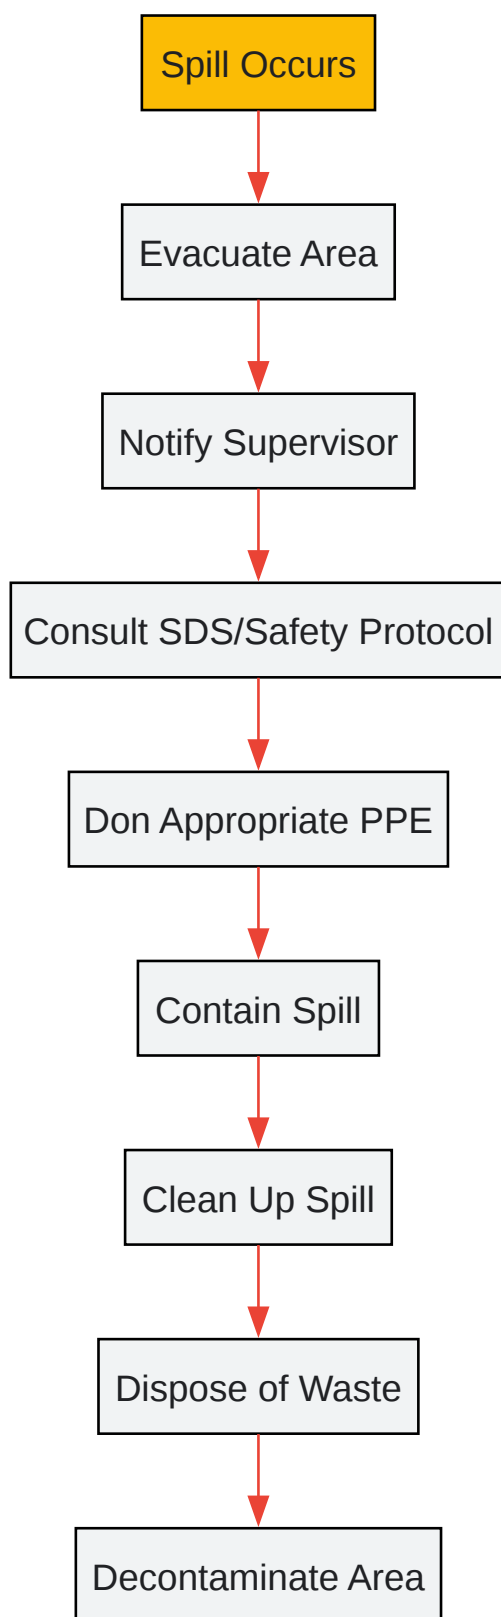 Spill Occurs
Evacuate Area
Notify Supervisor
Consult SDS/Safety Protocol
Don Appropriate PPE
Contain Spill
Clean Up Spill
Dispose of Waste
Decontaminate Area